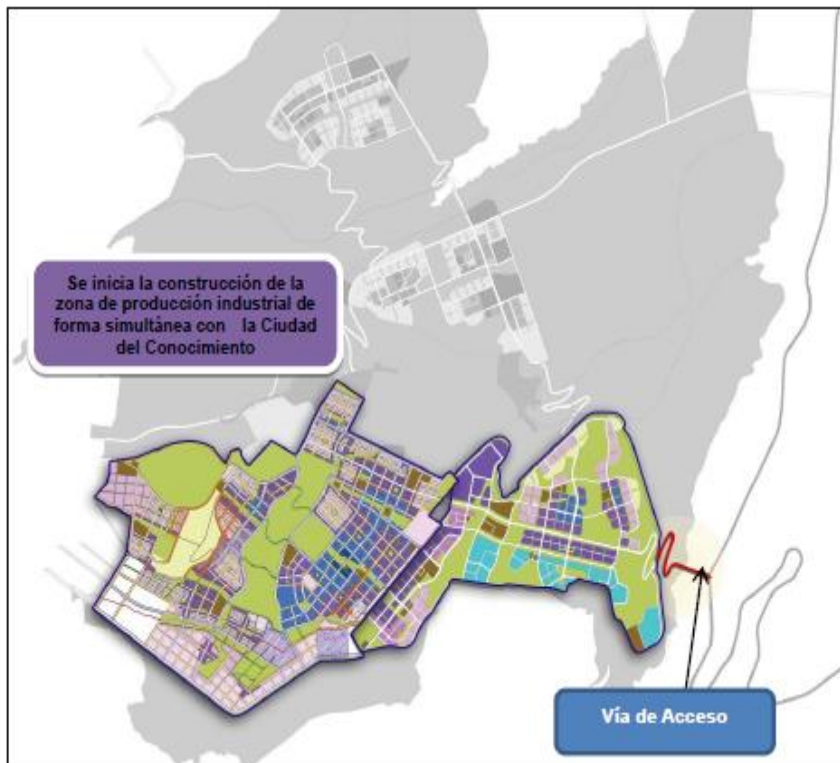 Se inicia la construcción de la
zona de producción industrial de
forma simultánea con la Ciudad
del Conocimiento
Vía de Acceso